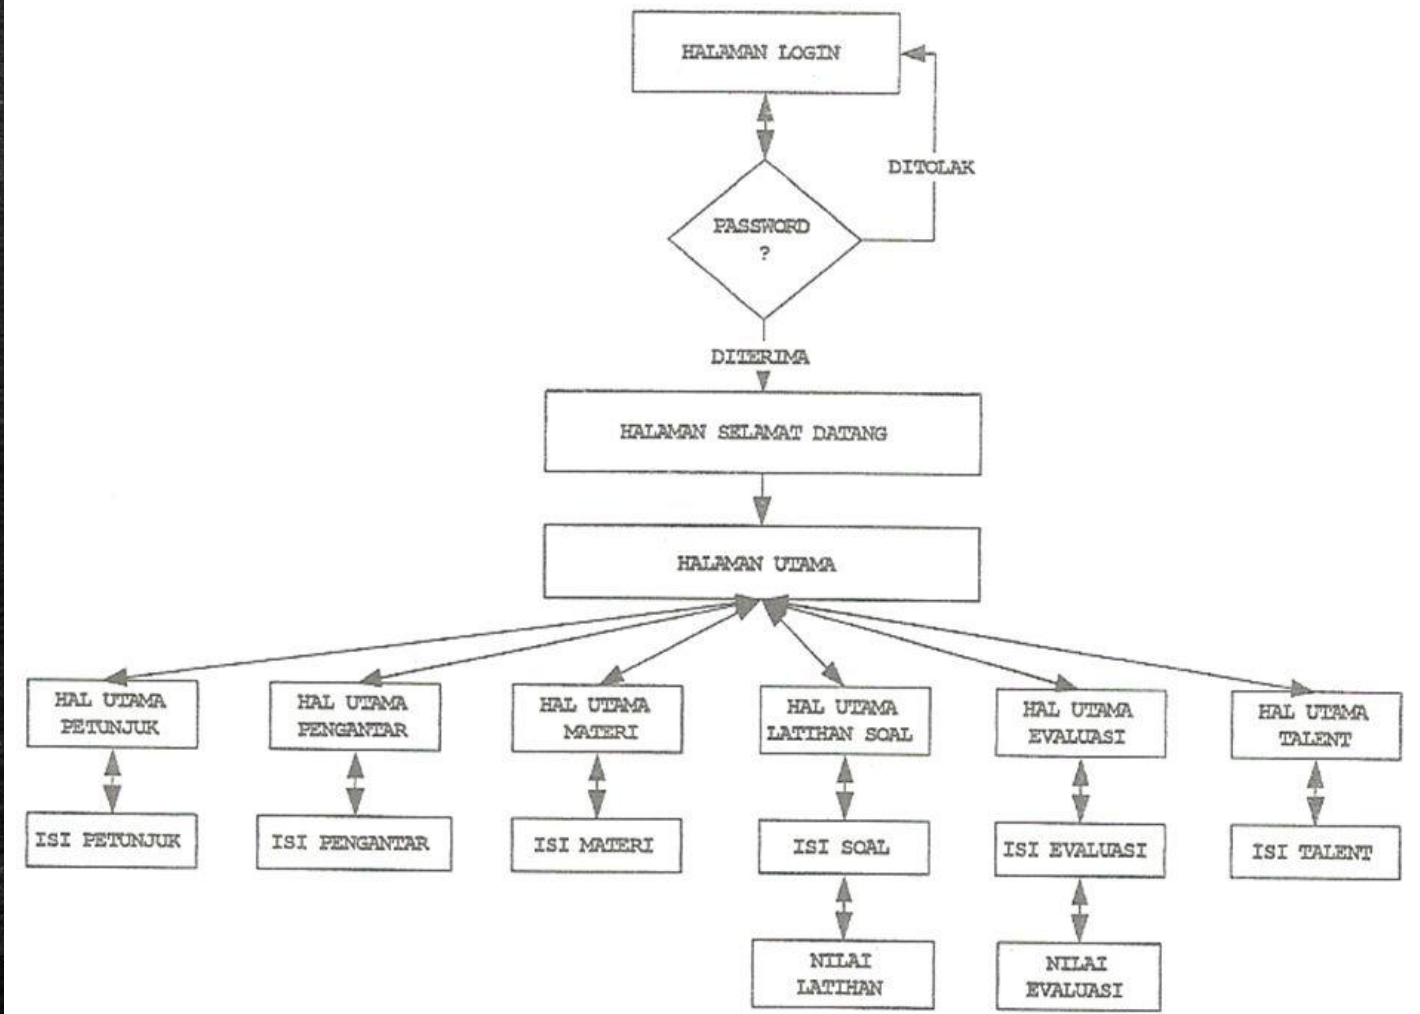 HALAMAN LOGIN
DITOLAK
PASSWORD
?
DITERIMA
HALAMAN SELAMAT DATANG
HALAMAN UTAMA
HAL UTAMA
PETUNJUK
HAL UTAMA
PENGANTAR
HAL UTAMA
MATERI
HAL UTAMA
LATIHAN SOAL
HAL UTAMA
EVALUASI
HAL UTAMA
TALENT
ISI PETUNJUK
ISI PENGANTAR
ISI MATERI
ISI SOAL
ISI EVALUASI
ISI TALENT
NILAI
LATIHAN
NILAI
EVALUASI